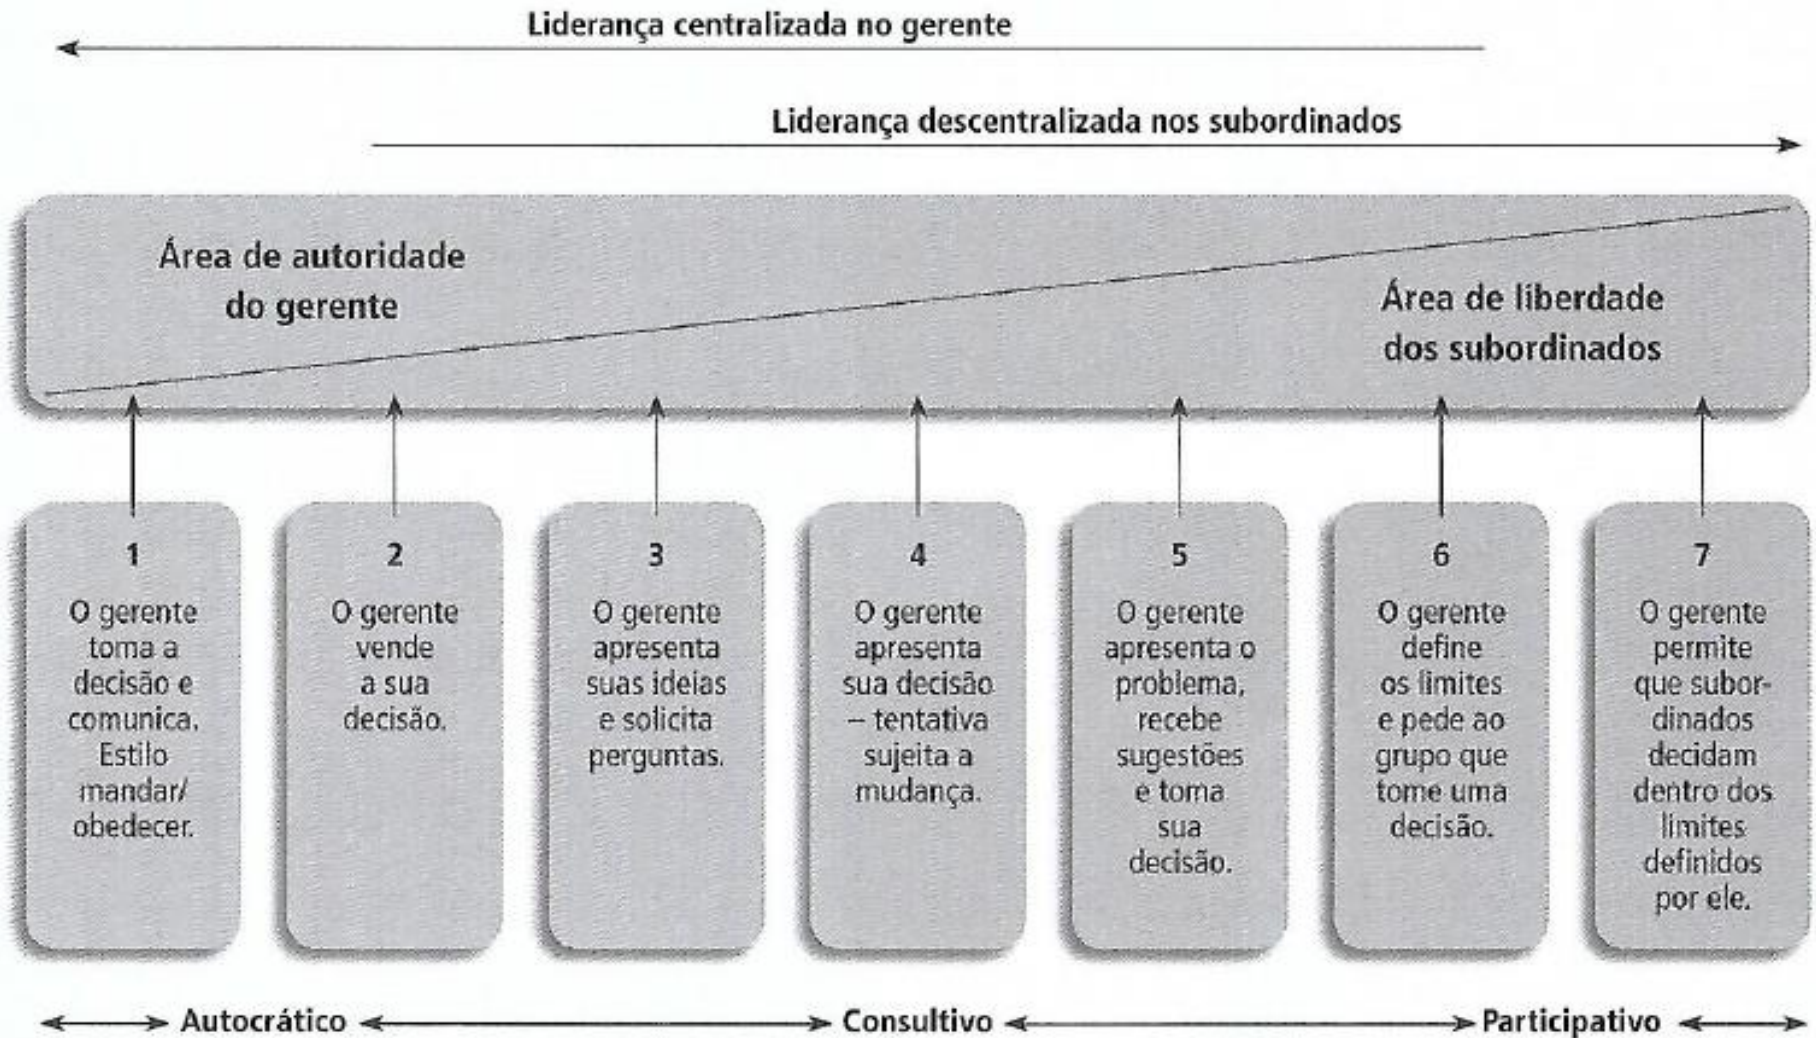 Liderança centralizada no gerente
Liderança descentralizada nos subordinados
Área de autoridade
do gerente
Área de liberdade
dos subordinados
1
O gerente
toma a
decisão e
comunica.
Estilo
mandar/
obedecer.
2
O gerente
vende
a sua
decisão.
3
O gerente
apresenta
suas ideias
e solicita
perguntas.
4
O gerente
apresenta
sua decisão
– tentativa
sujeita a
mudança.
5
O gerente
apresenta o
problema,
recebe
sugestões
e toma
sua
decisão.
6
O gerente
define
os limites
e pede ao
grupo que
tome uma
decisão.
7
O gerente
permite
que subor-
dinados
decidam
dentro dos
limites
definidos
por ele.
Autocrático Consultivo Participativo